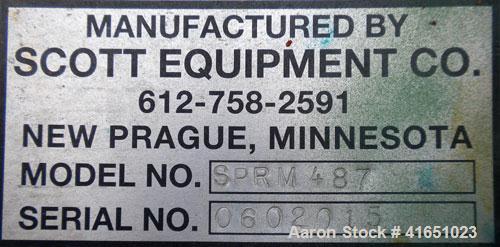 MANUFACTURED BY
SCOTT EQUIPMENT CO.
612-758-2591
NEW PRAGUE, MINNESOTA
MODEL NO. SPRM487
SERIAL NO. 0602015
Aaron Stock # 41651023